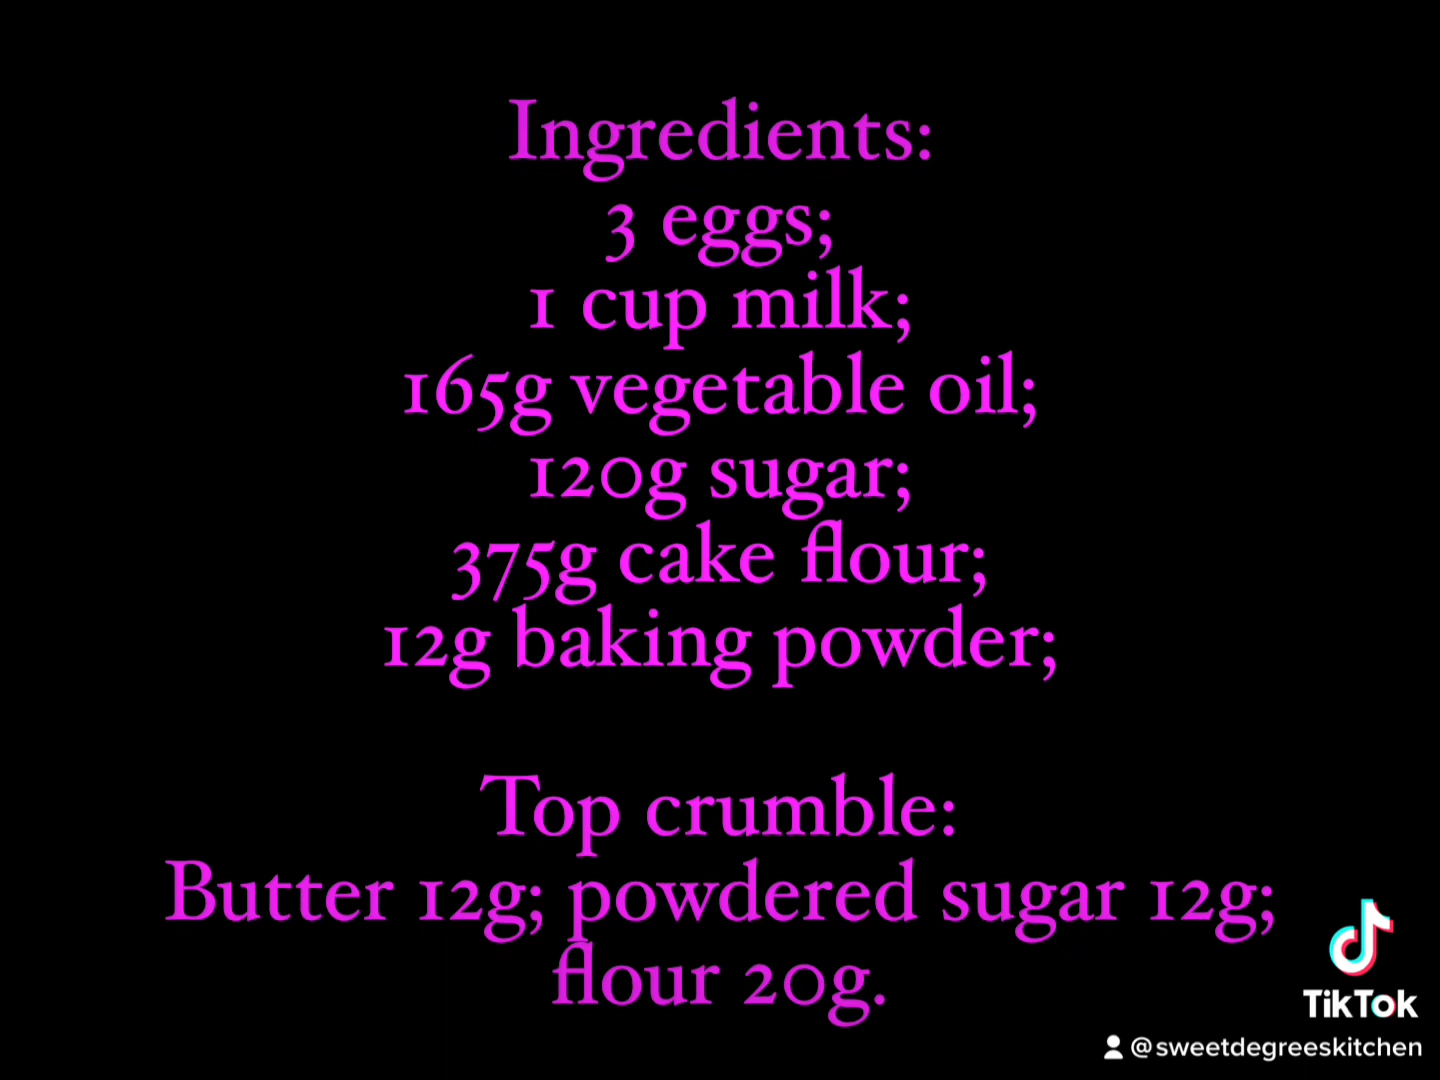 Ingredients:
3 eggs;
1 cup milk;
165g vegetable oil;
120g sugar;
375g cake flour;
12g baking powder;
Top crumble:
Butter 12g; powdered sugar 12g;
flour 20g.
TikTok
@sweetdegreeskitchen